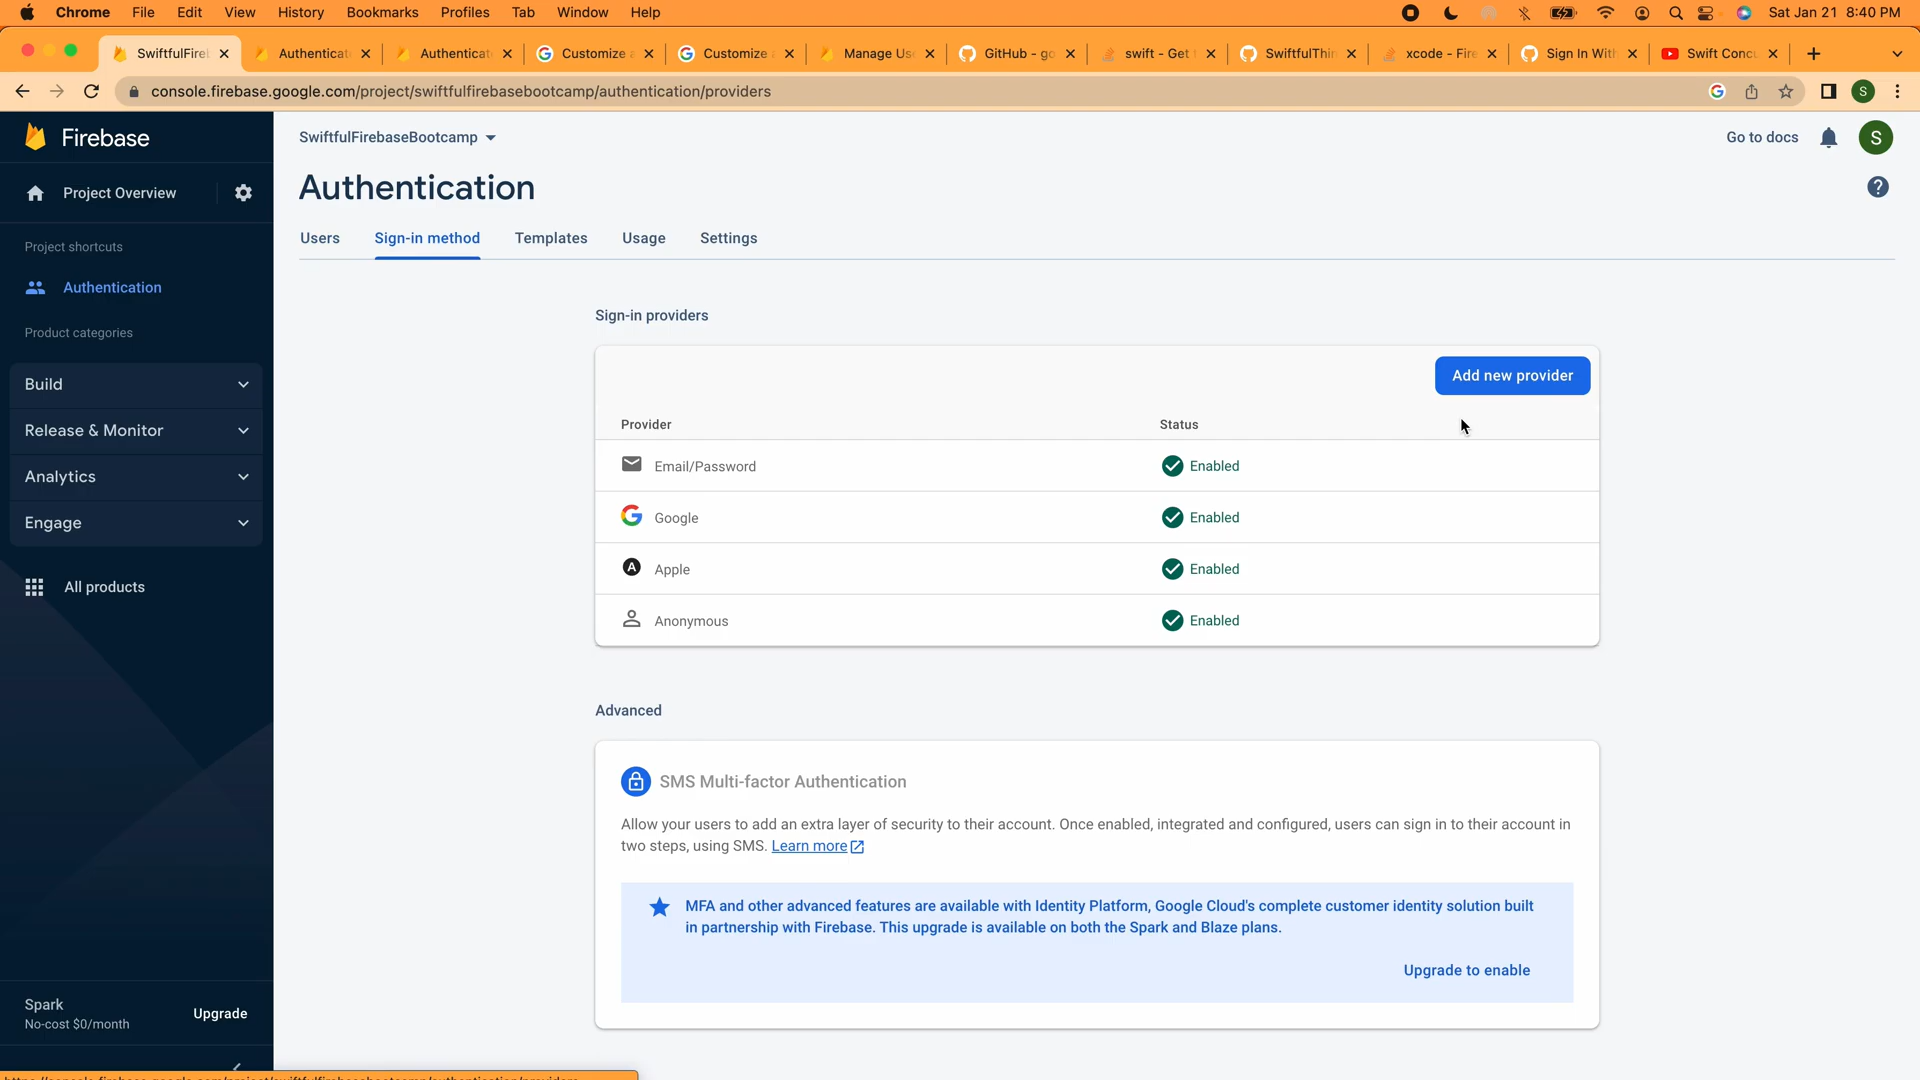 Chrome File Edit View History Bookmarks Profiles Tab Window Help
Sat Jan 21 8:40 PM
SwiftfulFire
Authenticat
Authenticat
Customize a
Customize
Manage Us
GitHub - go
swift - Get
SwiftfulThin
xcode - Fire
Sign In With
Swift Conc
console.firebase.google.com/project/swiftfulfirebasebootcamp/authentication/providers
S
Firebase
SwiftfulFirebaseBootcamp
Go to docs
S
Project Overview
Authentication
Users Sign-in method Templates Usage Settings
Project shortcuts
Authentication
Product categories
Build
Release & Monitor
Analytics
Engage
All products
Sign-in providers
Add new provider
Provider Status
Email/Password Enabled
Google Enabled
Apple Enabled
Anonymous Enabled
Advanced
SMS Multi-factor Authentication
Allow your users to add an extra layer of security to their account. Once enabled, integrated and configured, users can sign in to their account in
two steps, using SMS. Learn more
MFA and other advanced features are available with Identity Platform, Google Cloud's complete customer identity solution built
in partnership with Firebase. This upgrade is available on both the Spark and Blaze plans.
Upgrade to enable
Spark
No-cost $0/month
Upgrade